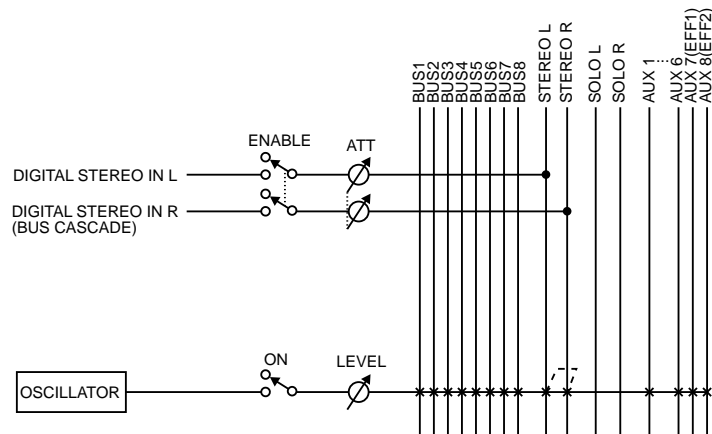 BUS1
BUS2
BUS3
BUS4
BUS5
BUS6
BUS7
BUS8
STEREO L
STEREO R
SOLO L
SOLO R
AUX 1
AUX 6
AUX 7(EFF1)
AUX 8(EFF2)
ENABLE
ATT
DIGITAL STEREO IN L
DIGITAL STEREO IN R
(BUS CASCADE)
ON
LEVEL
OSCILLATOR